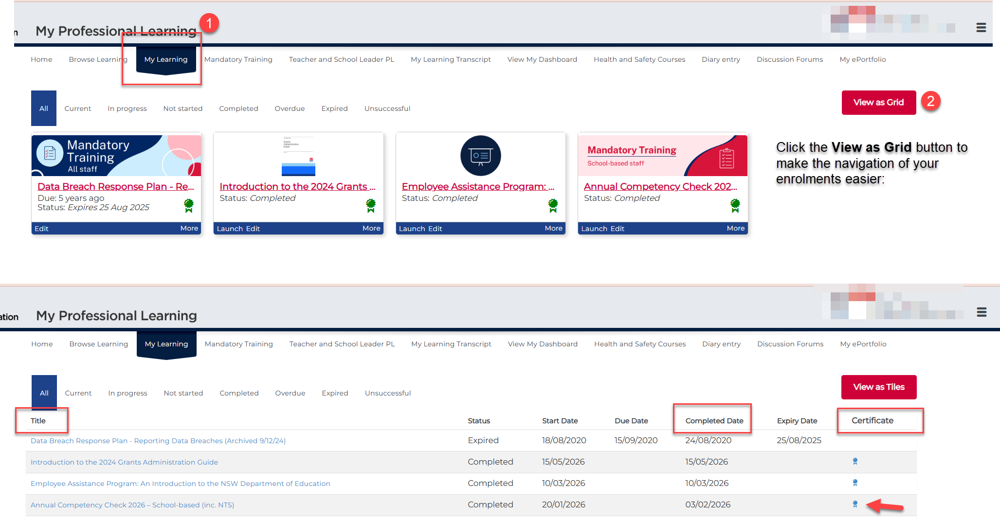 n
My Professional Learning
1
Home Browse Learning My Learning Mandatory Training Teacher and School Leader PL My Learning Transcript View My Dashboard Health and Safety Courses Diary entry Discussion Forums My ePortfolio
All Current In progress Not started Completed Overdue Expired Unsuccessful
View as Grid
2
Mandatory
Training
All staff
Data Breach Response Plan - Re...
Due: 5 years ago
Status: Expires 25 Aug 2025
Edit More
Grants
Administration
Guide
Introduction to the 2024 Grants ...
Status: Completed
Launch Edit More
Employee Assistance Program: ...
Status: Completed
Launch Edit More
Mandatory Training
School-based staff
Annual Competency Check 202...
Status: Completed
Launch Edit More
Click the View as Grid button to
make the navigation of your
enrolments easier:
ation
My Professional Learning
Home Browse Learning My Learning Mandatory Training Teacher and School Leader PL My Learning Transcript View My Dashboard Health and Safety Courses Diary entry Discussion Forums My ePortfolio
All Current In progress Not started Completed Overdue Expired Unsuccessful
View as Tiles
Title Status Start Date Due Date Completed Date Expiry Date Certificate
Data Breach Response Plan - Reporting Data Breaches (Archived 9/12/24) Expired 18/08/2020 15/09/2020 24/08/2020 25/08/2025
Introduction to the 2024 Grants Administration Guide Completed 15/05/2026 15/05/2026
Employee Assistance Program: An Introduction to the NSW Department of Education Completed 10/03/2026 10/03/2026
Annual Competency Check 2026 – School-based (inc. NTS) Completed 20/01/2026 03/02/2026